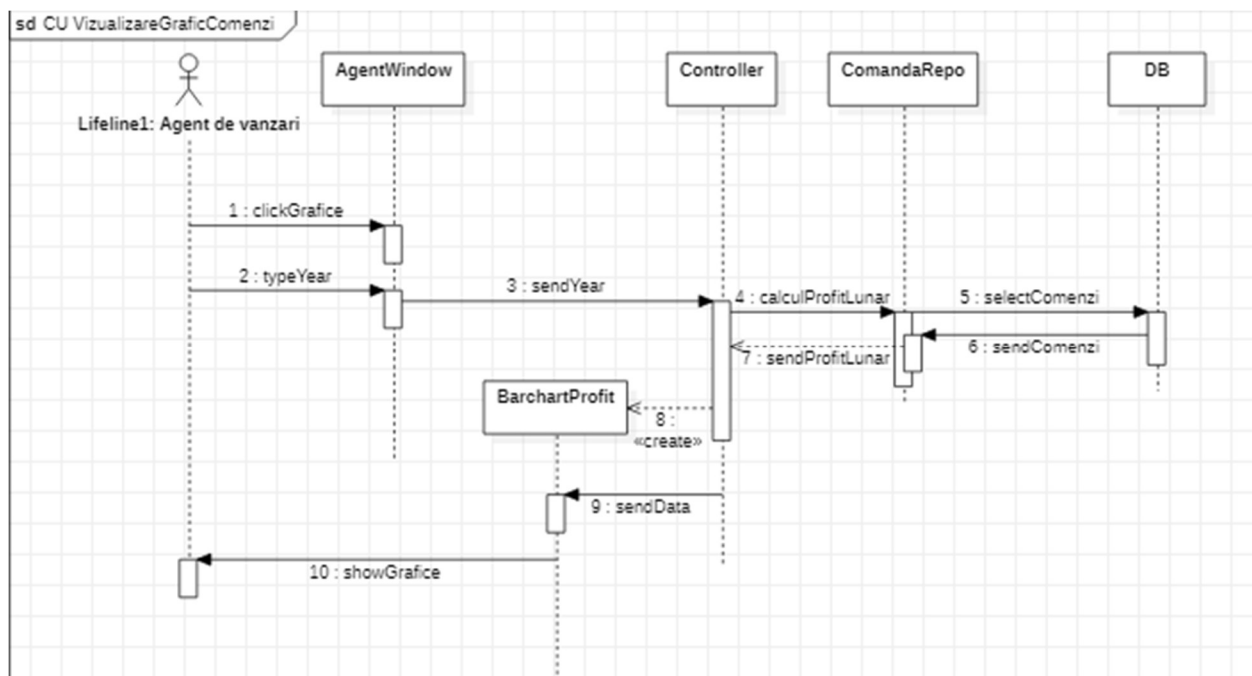 sd CU VizualizareGraficComenzi
AgentWindow
Controller
ComandaRepo
DB
Lifeline1: Agent de vanzari
1 : clickGrafice
2 : typeYear
3 : sendYear
4 : calculProfitLunar
5 : selectComenzi
6 : sendComenzi
7 : sendProfitLunar
BarchartProfit
8 :
«create»
9 : sendData
10 : showGrafice